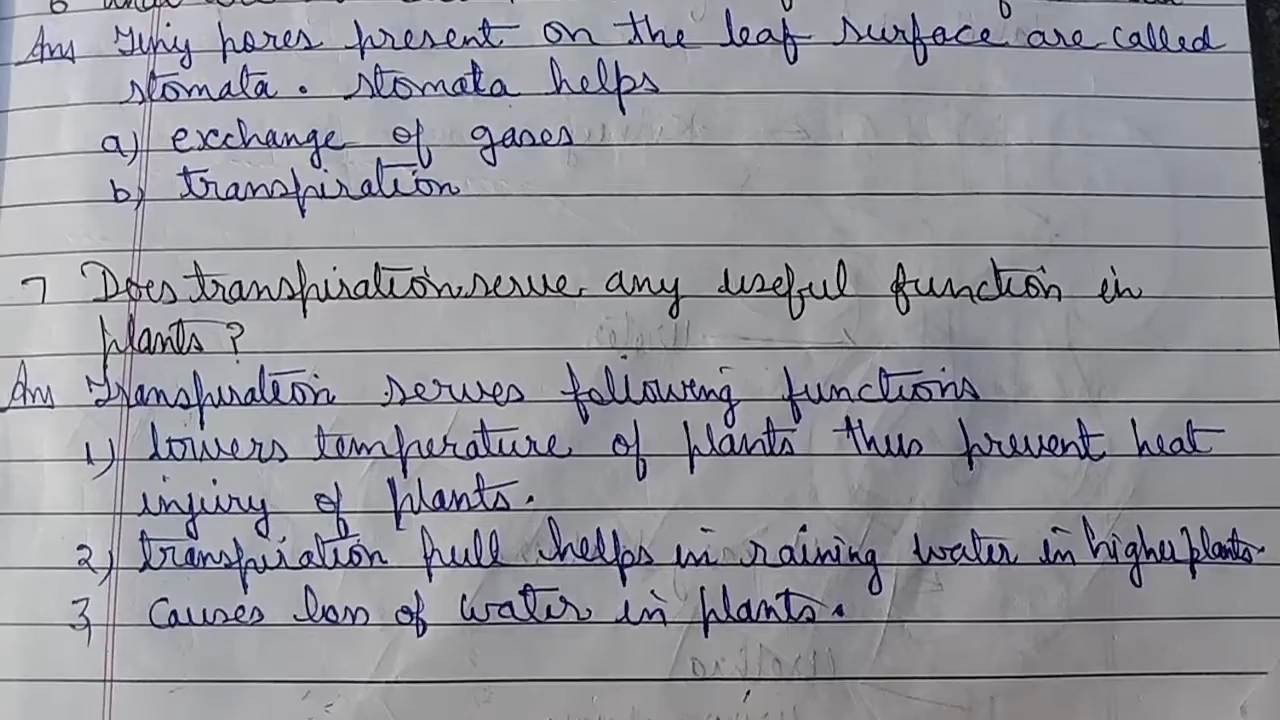 Ans Tiny pores present on the leaf surface are called
stomata. stomata helps
a) exchange of gases
b) transpiration
7 Does transpiration serve any useful function in
plants?
Ans Transpiration serves following functions
1) lowers temperature of plants thus prevent heat
injury of plants.
2) transpiration pull helps in raining water in higher plants.
3) causes loss of water in plants.